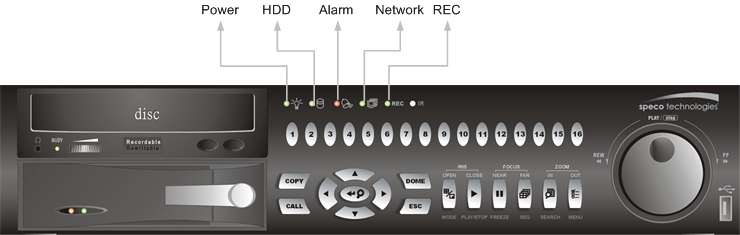 Power HDD Alarm Network REC
REC IR
speco technologies
disc
PLAY / step
1 2 3 4 5 6 7 8 9 10 11 12 13 14 15 16
BUSY
Recordable
Rewritable
REW FF
IRIS FOCUS ZOOM
COPY DOME OPEN CLOSE NEAR FAR IN OUT
CALL ESC
MODE PLAY/STOP FREEZE SEQ SEARCH MENU